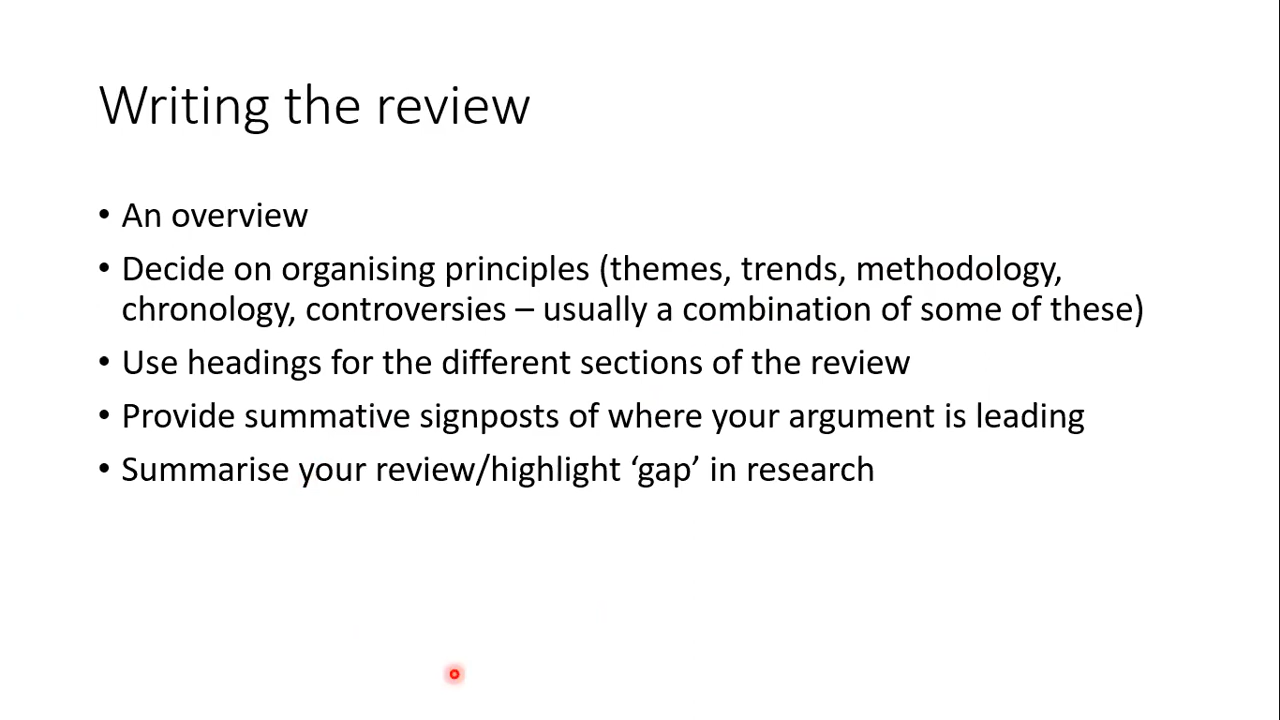 Writing the review
• An overview
• Decide on organising principles (themes, trends, methodology,
chronology, controversies – usually a combination of some of these)
• Use headings for the different sections of the review
• Provide summative signposts of where your argument is leading
• Summarise your review/highlight ‘gap’ in research